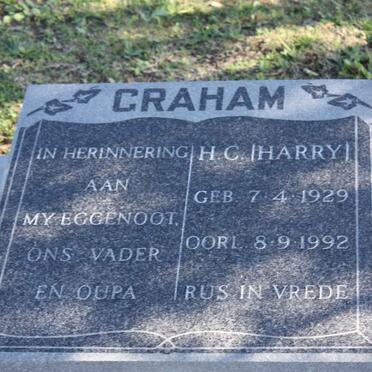 GRAHAM
IN HERINNERING
AAN
MY EGGENOOT,
ONS VADER
EN OUPA
H.C. (HARRY)
GEB 7·4·1929
OORL 8·9·1992
RUS IN VREDE